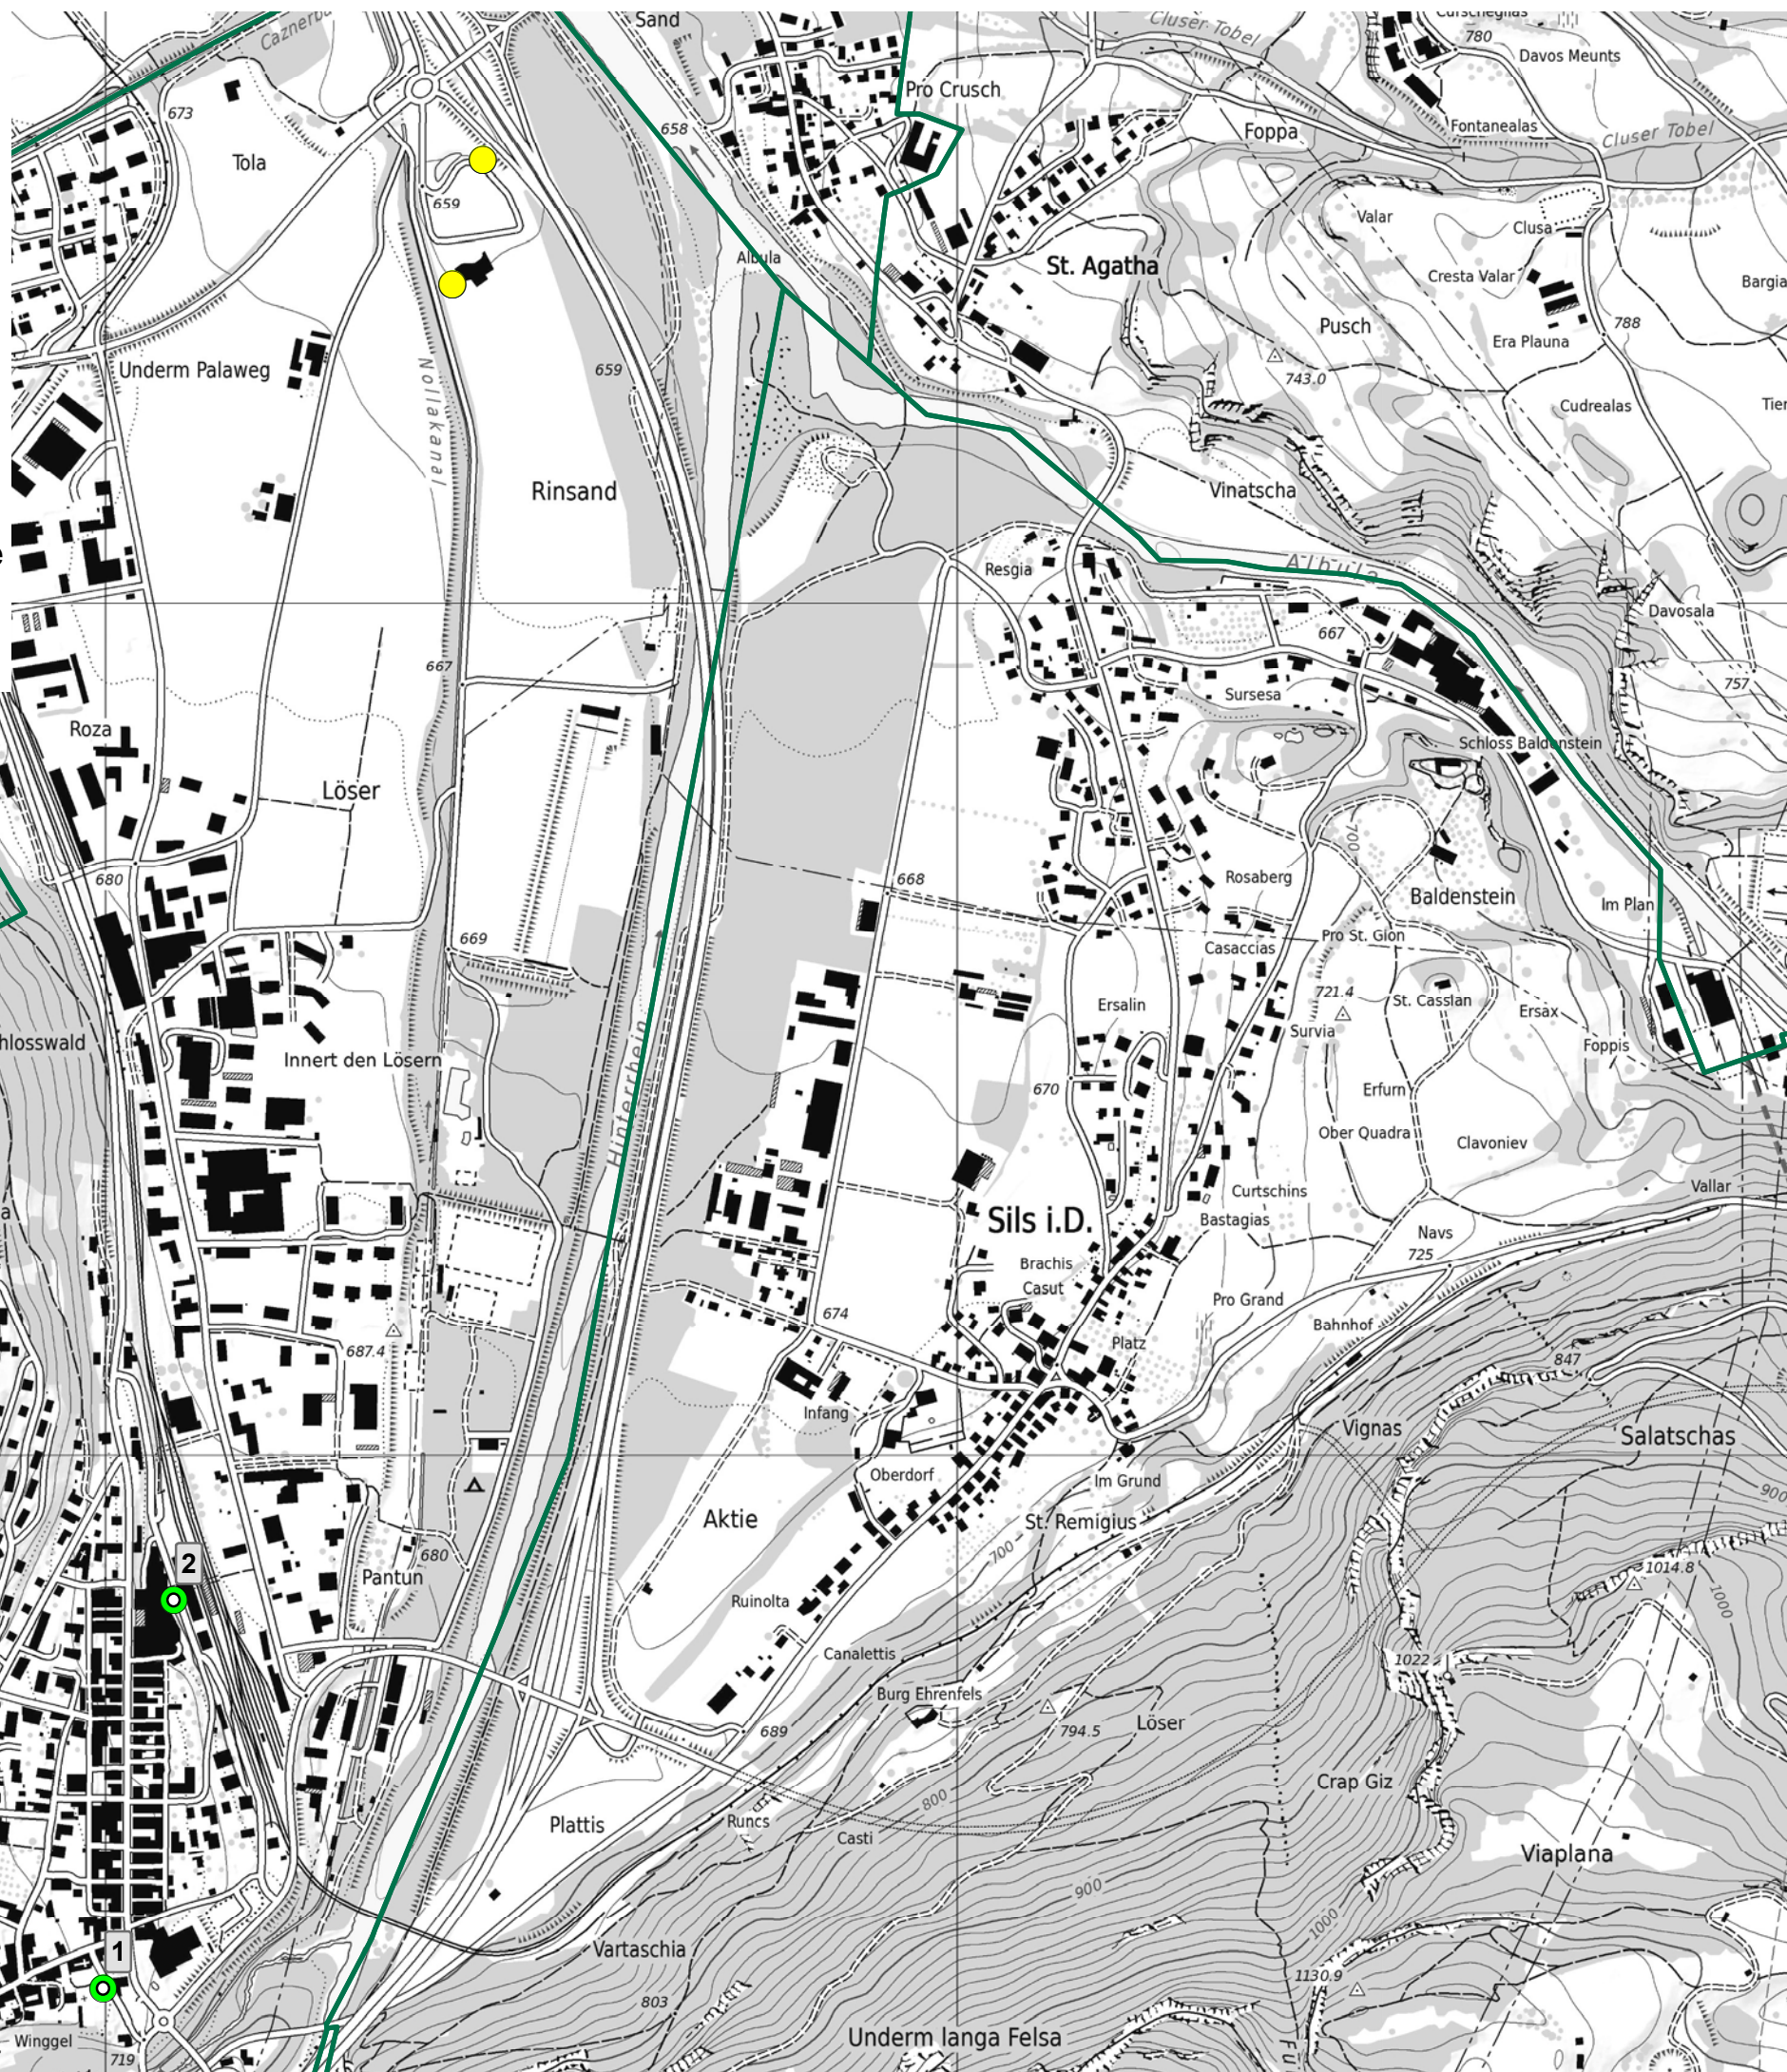 Sand
Cluser Tobel
780
Davos Meunts
673
Pro Crusch
Tola
658
Foppa
Fontanealas
Cluser Tobel
659
Valar
Clusa
Albula
St. Agatha
Cresta Valar
Pusch
788
Era Plauna
Underm Palaweg
659
743.0
Cudrealas
Nollakanal
Rinsand
Vinatscha
Resgia
Albula
Davosala
667
667
Sursesa
757
Roza
Schloss Baldenstein
Löser
700
680
668
Rosaberg
Baldenstein
Im Plan
669
Casaccias
Pro St. Gion
721.4
St. Casslan
Ersax
Ersalin
Survia
Foppis
Hinterrhein
Innert den Lösern
670
Erfurn
Ober Quadra
Clavoniev
Curtschins
Vallar
Sils i.D.
Bastagias
Navs
725
Brachis
Casut
Pro Grand
674
Bahnhof
Platz
687.4
847
Infang
Vignas
Salatschas
Oberdorf
Im Grund
900
Aktie
St. Remigius
700
680
Pantun
2
1014.8
1000
Ruinolta
Canalettis
1022
Burg Ehrenfels
689
794.5
Löser
Crap Giz
800
Plattis
Runcs
Casti
Viaplana
900
1000
1
Vartaschia
803
1130.9
Winggel
719
Underm langa Felsa